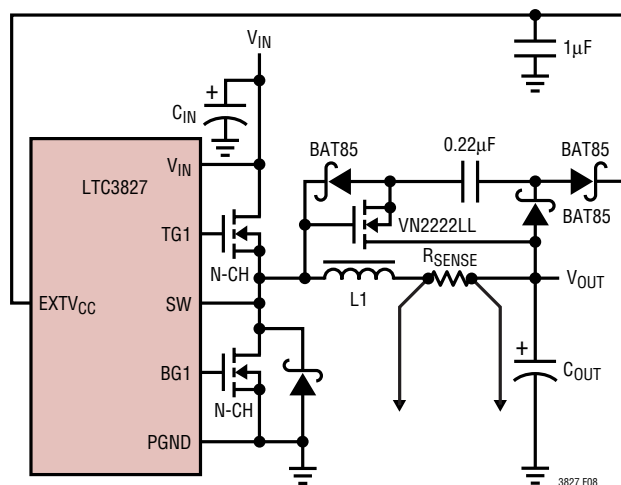 1μF
V_IN
+
C_IN
V_IN
LTC3827
BAT85
0.22μF
BAT85
BAT85
VN2222LL
TG1
N-CH
R_SENSE
L1
V_OUT
EXTV_CC
SW
+
C_OUT
BG1
N-CH
PGND
3827 F08